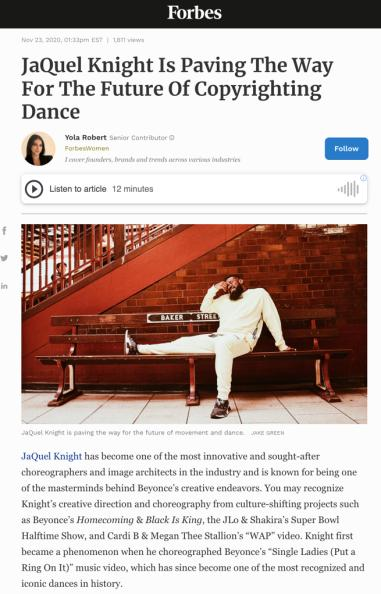 Forbes
Nov 23, 2020, 01:33pm EST | 1,811 views
JaQuel Knight Is Paving The Way
For The Future Of Copyrighting
Dance
Yola Robert Senior Contributor
ForbesWomen
I cover founders, brands and trends across various industries
Follow
Listen to article 12 minutes
BAKER STREET
JaQuel Knight is paving the way for the future of movement and dance. JAKE GREEN
JaQuel Knight has become one of the most innovative and sought-after
choreographers and image architects in the industry and is known for being one
of the masterminds behind Beyonce's creative endeavors. You may recognize
Knight's creative direction and choreography from culture-shifting projects such
as Beyonce's Homecoming & Black Is King, the JLo & Shakira's Super Bowl
Halftime Show, and Cardi B & Megan Thee Stallion's "WAP" video. Knight first
became a phenomenon when he choreographed Beyonce's "Single Ladies (Put a
Ring On It)" music video, which has since become one of the most recognized and
iconic dances in history.